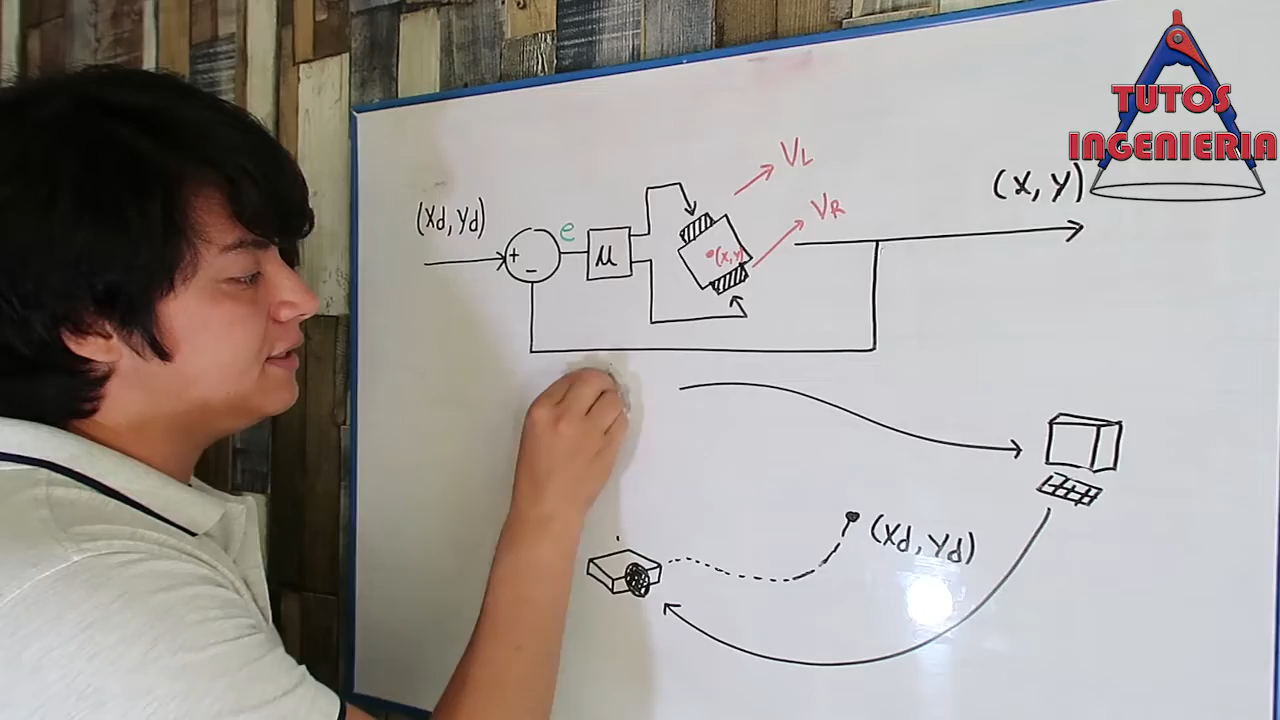 TUTOS
INGENIERIA
VL
(X, Y)
(Xd, Yd)
VR
e
+
μ
(X, Y)
-
(Xd, Yd)